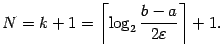 N = k + 1 = ⌈log₂ (b − a)/(2ε)⌉ + 1.